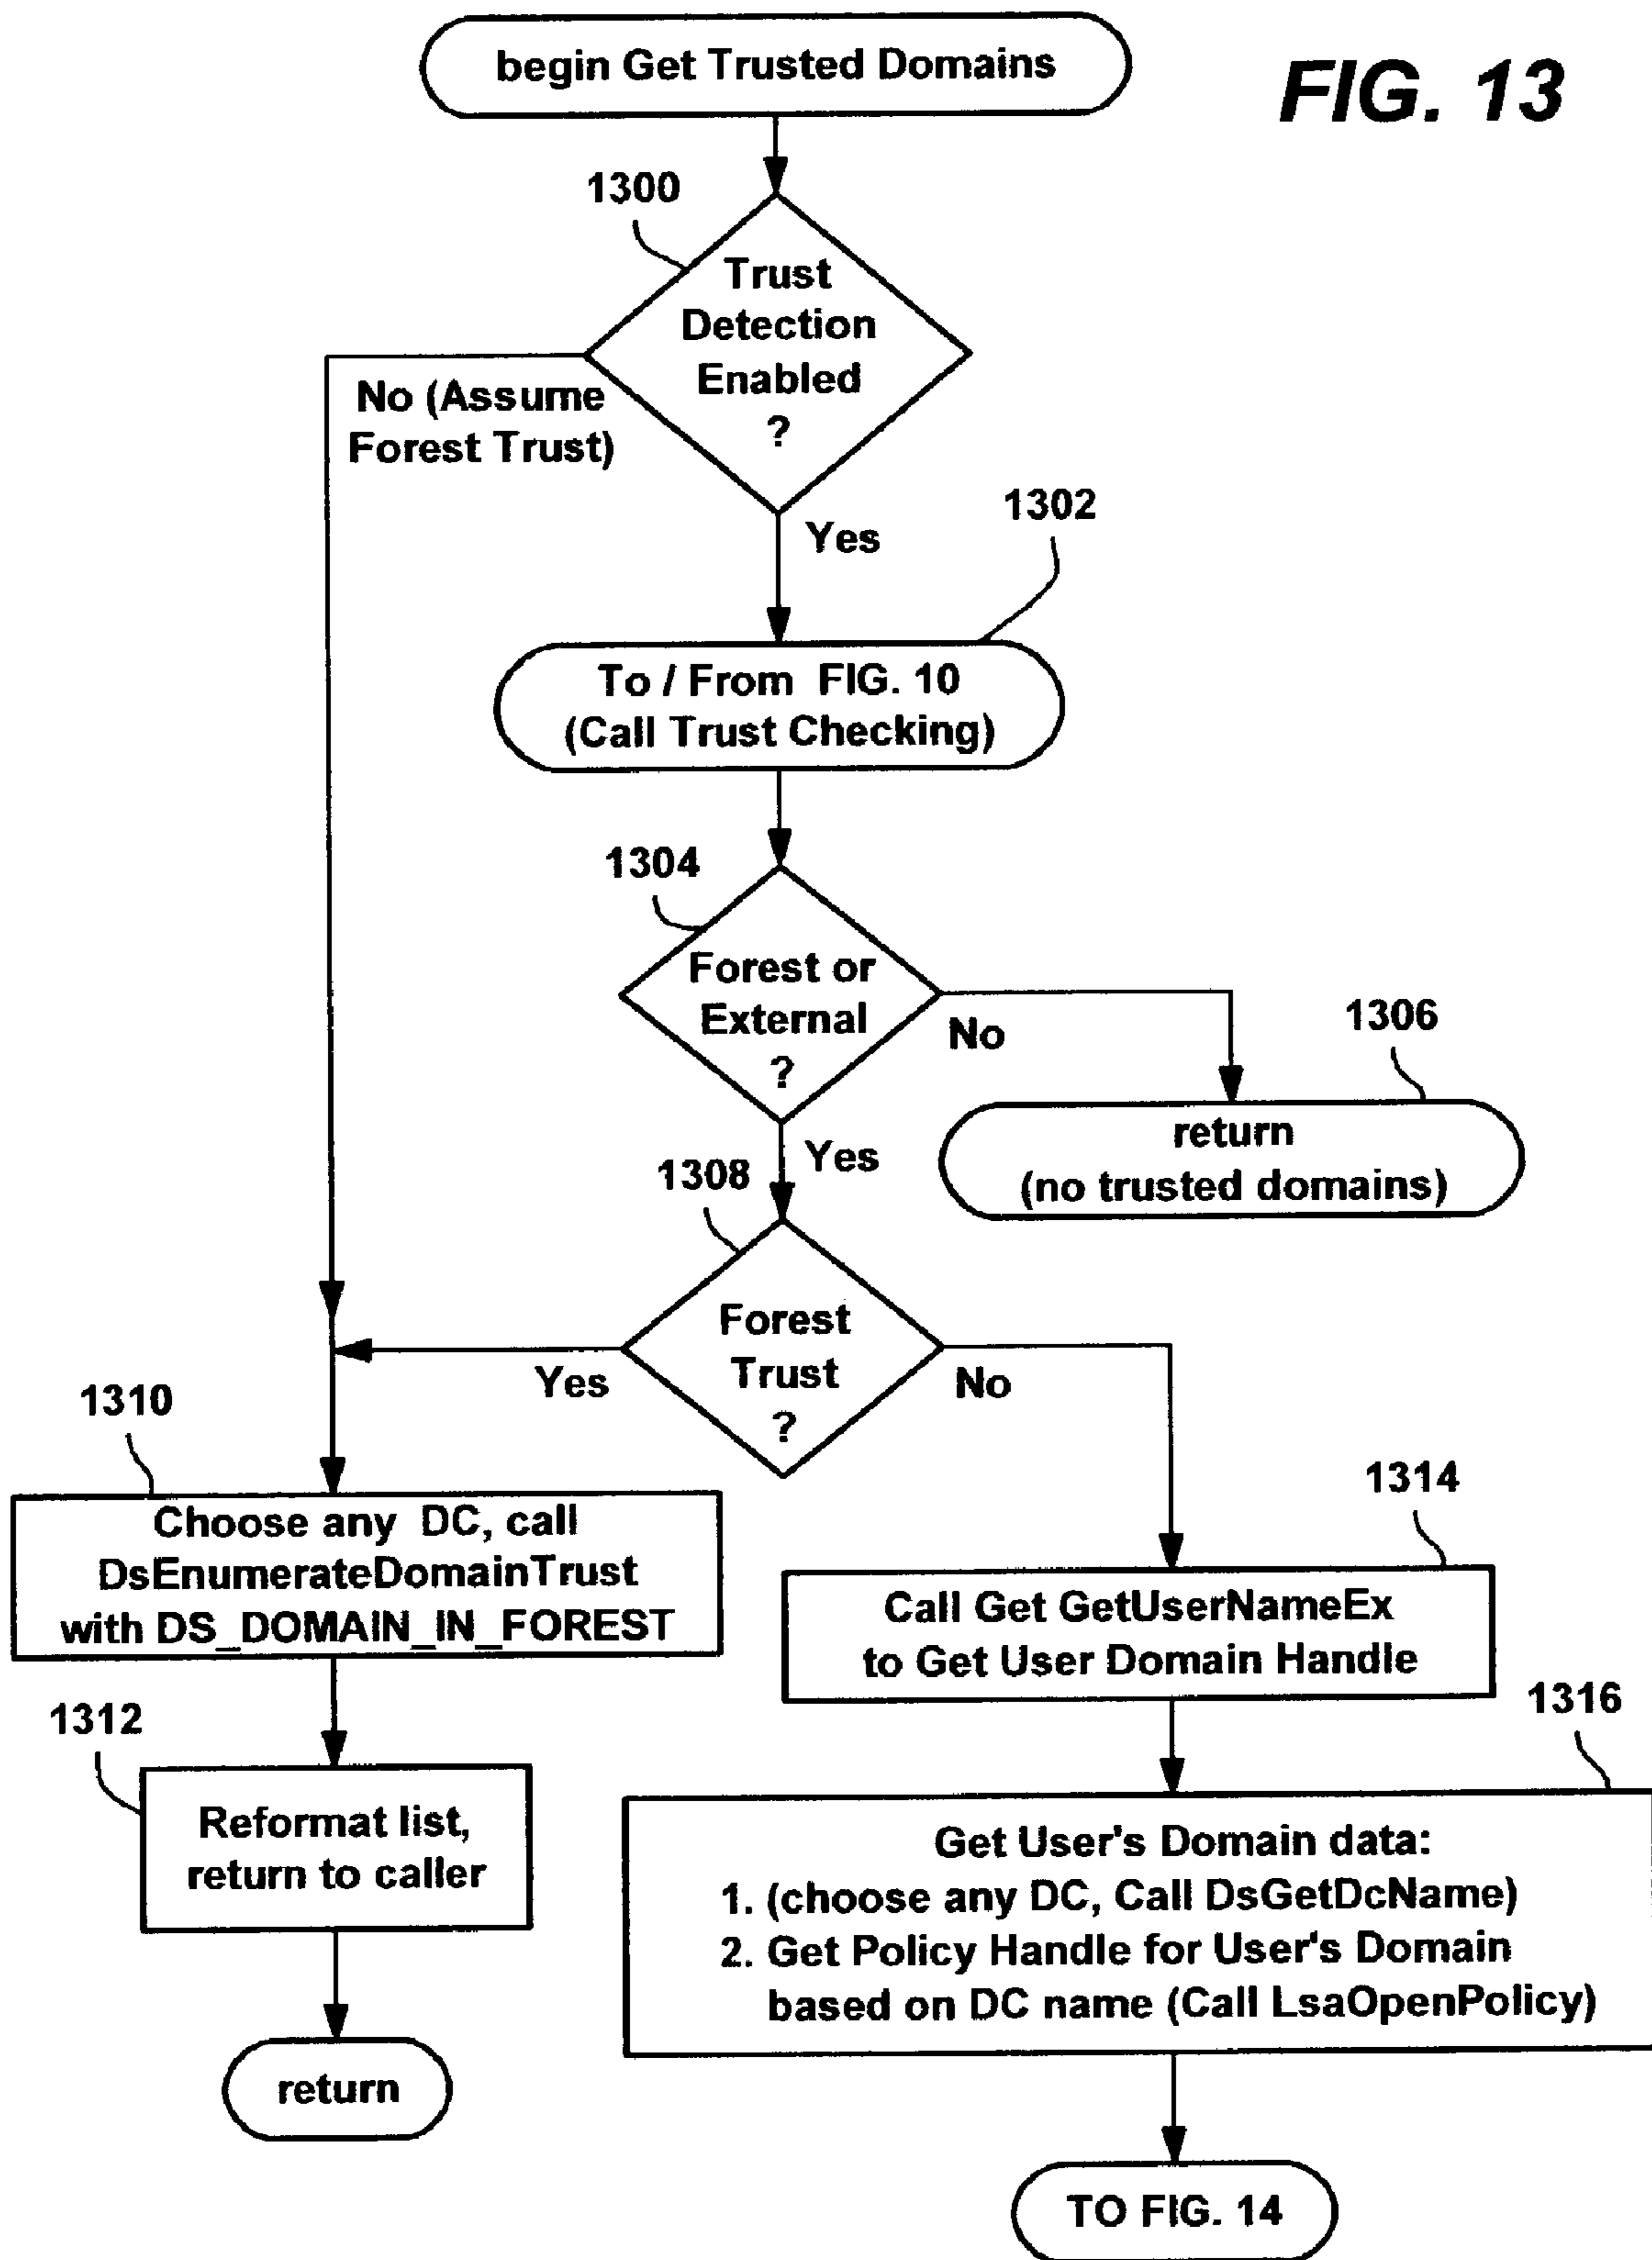 begin Get Trusted Domains
FIG. 13
1300
Trust
Detection
Enabled
?
No (Assume
Forest Trust)
Yes
1302
To / From FIG. 10
(Call Trust Checking)
1304
Forest or
External
?
No
1306
return
(no trusted domains)
Yes
1308
Forest
Trust
?
Yes
No
1310
Choose any DC, call
DsEnumerateDomainTrust
with DS_DOMAIN_IN_FOREST
1312
Reformat list,
return to caller
return
1314
Call Get GetUserNameEx
to Get User Domain Handle
1316
Get User's Domain data:
1. (choose any DC, Call DsGetDcName)
2. Get Policy Handle for User's Domain
based on DC name (Call LsaOpenPolicy)
TO FIG. 14